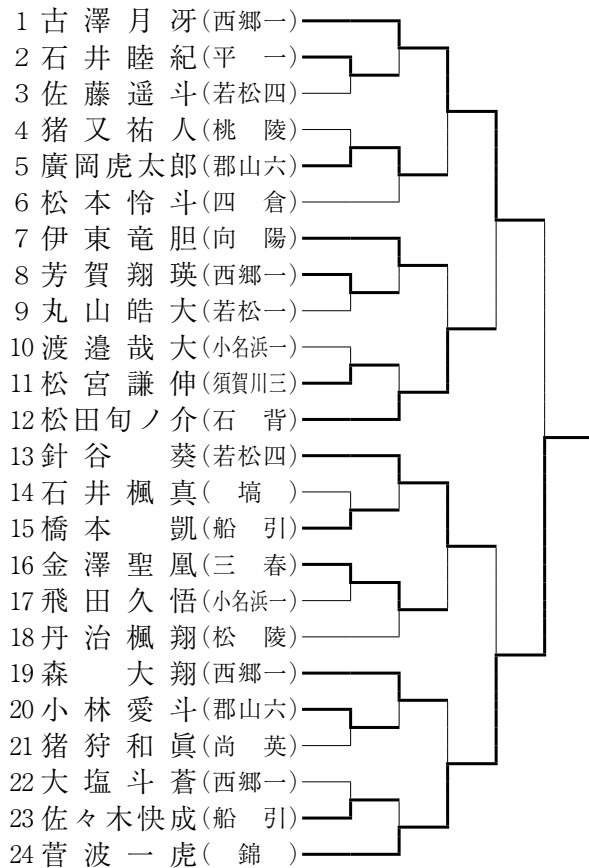 1 古澤月冴(西郷一)
2 石井睦紀(平一)
3 佐藤遥斗(若松四)
4 猪又祐人(桃陵)
5 廣岡虎太郎(郡山六)
6 松本怜斗(四倉)
7 伊東竜胆(向陽)
8 芳賀翔瑛(西郷一)
9 丸山皓大(若松一)
10 渡邉哉大(小名浜一)
11 松宮謙伸(須賀川三)
12 松田旬ノ介(石背)
13 針谷葵(若松四)
14 石井楓真(塙)
15 橋本凱(船引)
16 金澤聖凰(三春)
17 飛田久悟(小名浜一)
18 丹治楓翔(松陵)
19 森大翔(西郷一)
20 小林愛斗(郡山六)
21 猪狩和眞(尚英)
22 大塩斗蒼(西郷一)
23 佐々木快成(船引)
24 菅波一虎(錦)